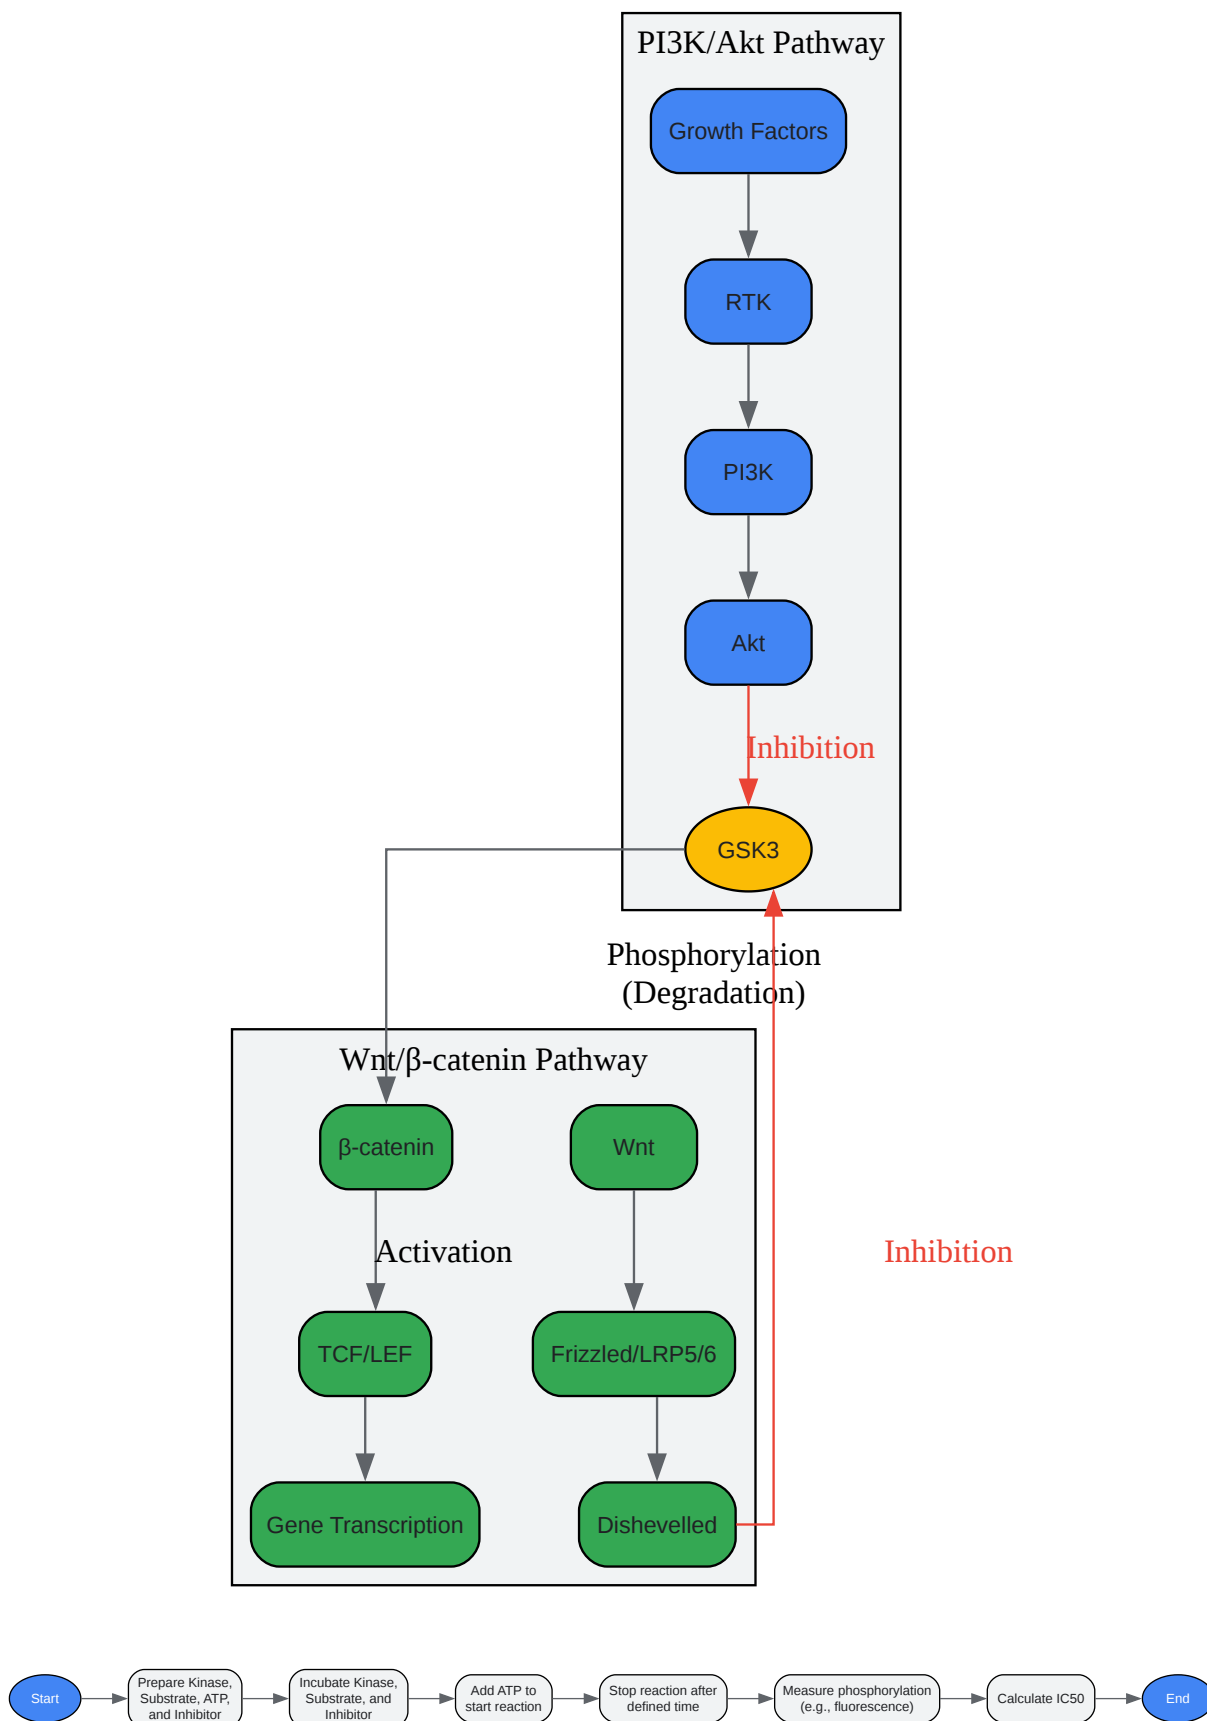 PI3K/Akt Pathway
Growth Factors
RTK
PI3K
Akt
Inhibition
GSK3
Phosphorylation
(Degradation)
Wnt/β-catenin Pathway
β-catenin
Wnt
Activation
Inhibition
TCF/LEF
Frizzled/LRP5/6
Gene Transcription
Dishevelled
Start
Prepare Kinase,
Substrate, ATP,
and Inhibitor
Incubate Kinase,
Substrate, and
Inhibitor
Add ATP to
start reaction
Stop reaction after
defined time
Measure phosphorylation
(e.g., fluorescence)
Calculate IC50
End